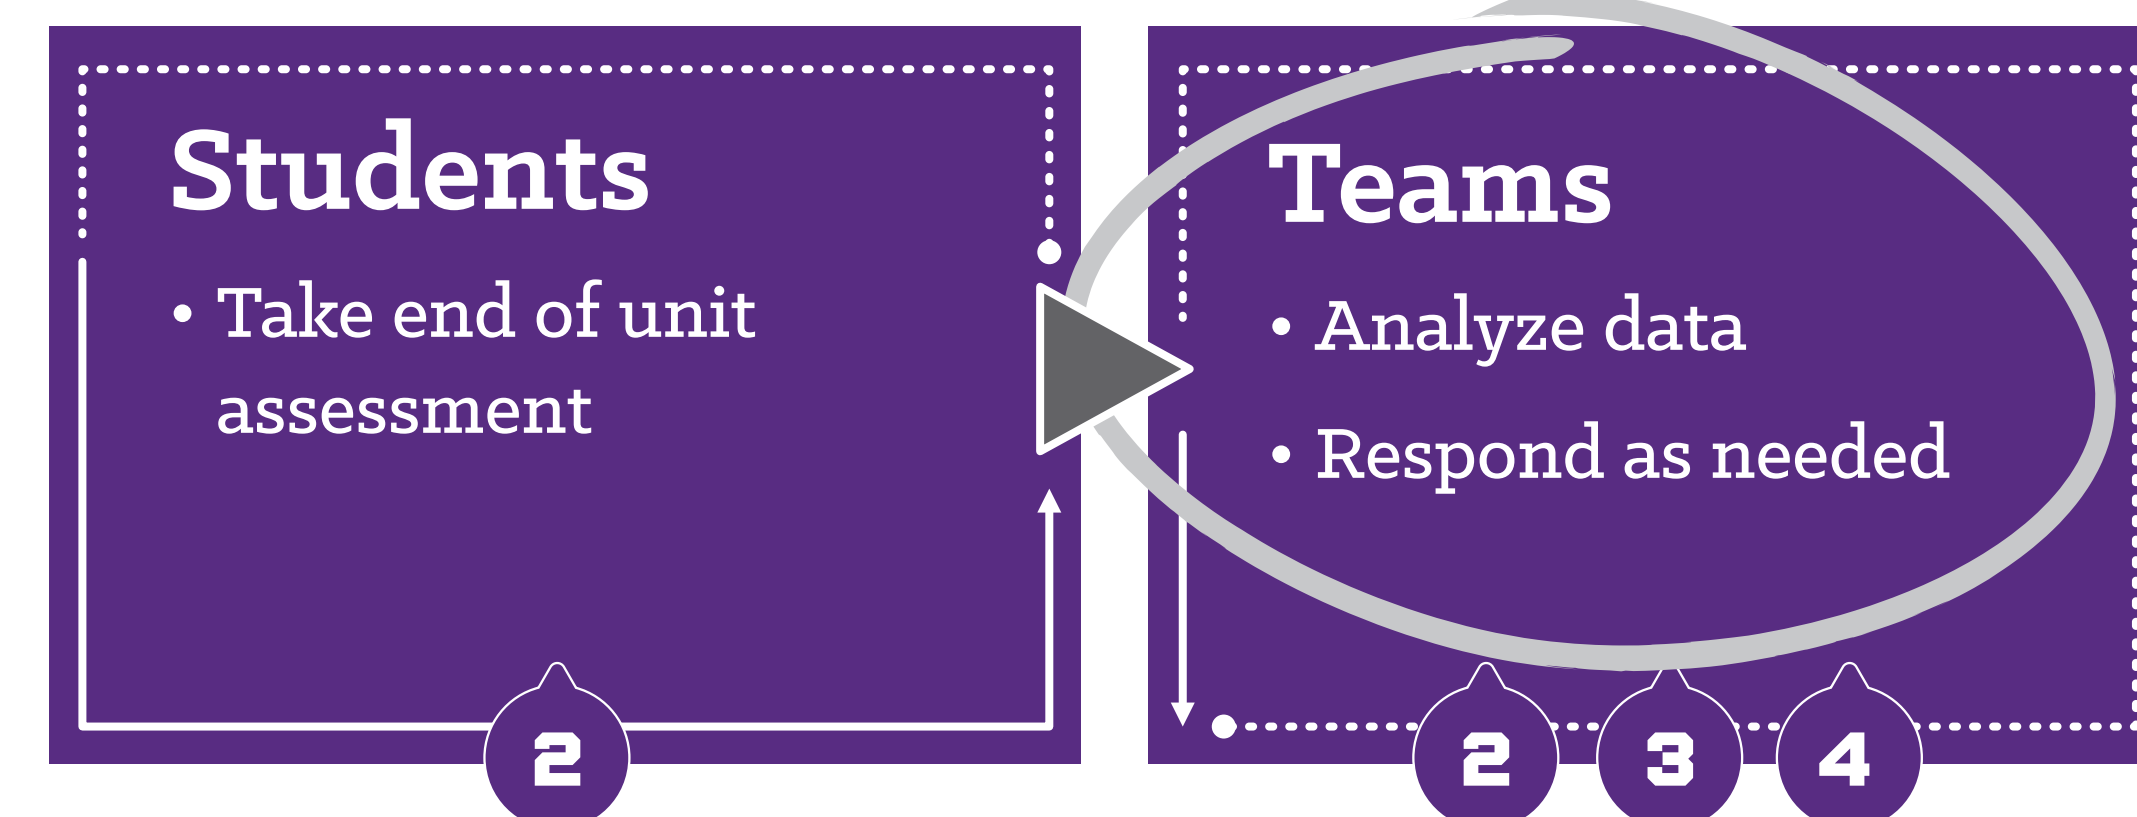 Students
• Take end of unit
assessment
2
Teams
• Analyze data
• Respond as needed
2 3 4